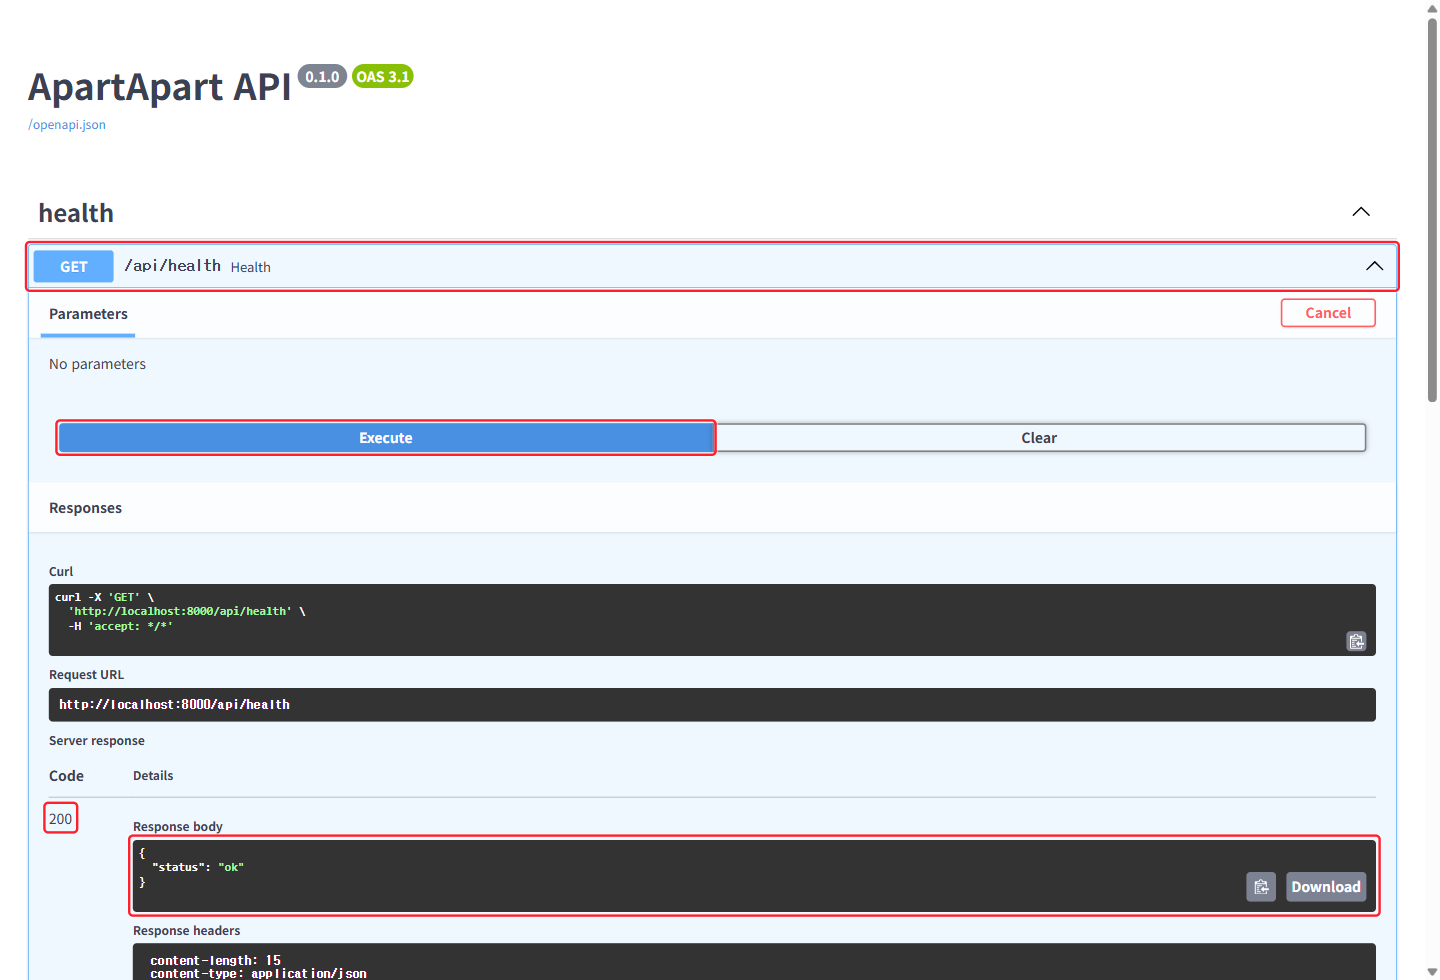 ApartApart API 0.1.0 OAS 3.1
/openapi.json
health
GET /api/health Health
Parameters
Cancel
No parameters
Execute
Clear
Responses
Curl
curl -X 'GET' \
  'http://localhost:8000/api/health' \
  -H 'accept: */*'
Request URL
http://localhost:8000/api/health
Server response
Code Details
200
Response body
{
  "status": "ok"
}
Download
Response headers
content-length: 15
content-type: application/json